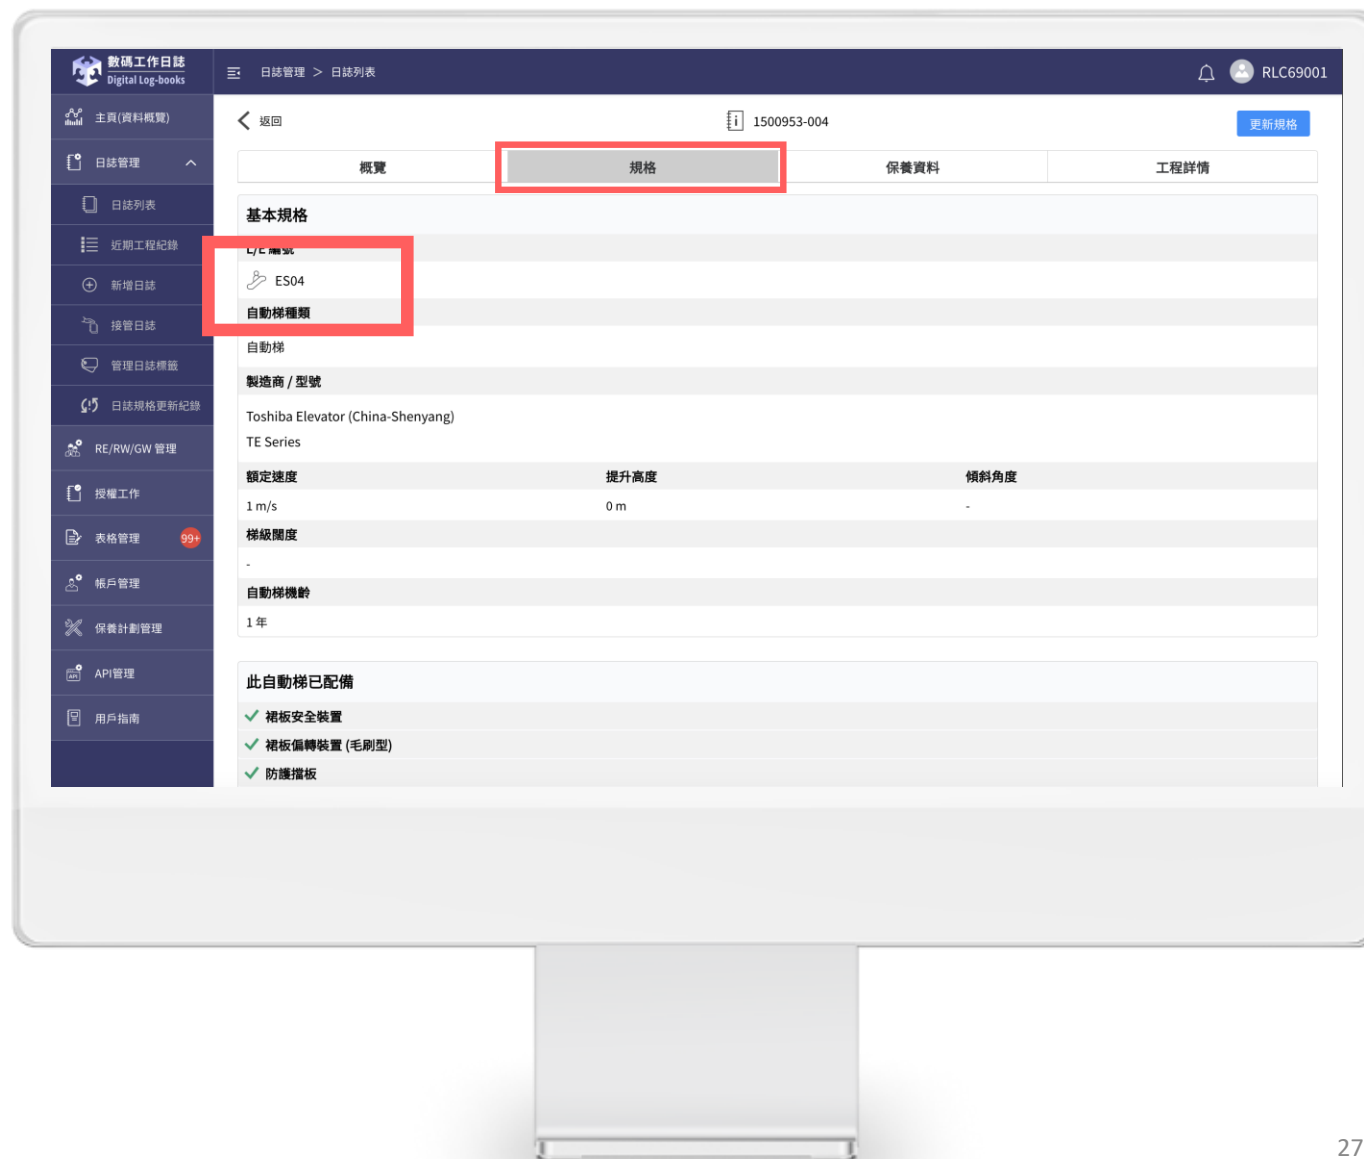 數碼工作日誌
Digital Log-books
日誌管理 > 日誌列表
RLC69001
主頁(資料概覽)
日誌管理
日誌列表
近期工程紀錄
新增日誌
接管日誌
管理日誌標籤
日誌規格更新紀錄
RE/RW/GW 管理
授權工作
表格管理 99+
帳戶管理
保養計劃管理
API管理
用戶指南
返回
1500953-004
更新規格
概覽 規格 保養資料 工程詳情
基本規格
L/E 編號
ES04
自動梯種類
自動梯
製造商 / 型號
Toshiba Elevator (China-Shenyang)
TE Series
額定速度 提升高度 傾斜角度
1 m/s 0 m -
梯級闊度
-
自動梯機齡
1 年
此自動梯已配備
裙板安全裝置
裙板偏轉裝置 (毛刷型)
防護擋板
27